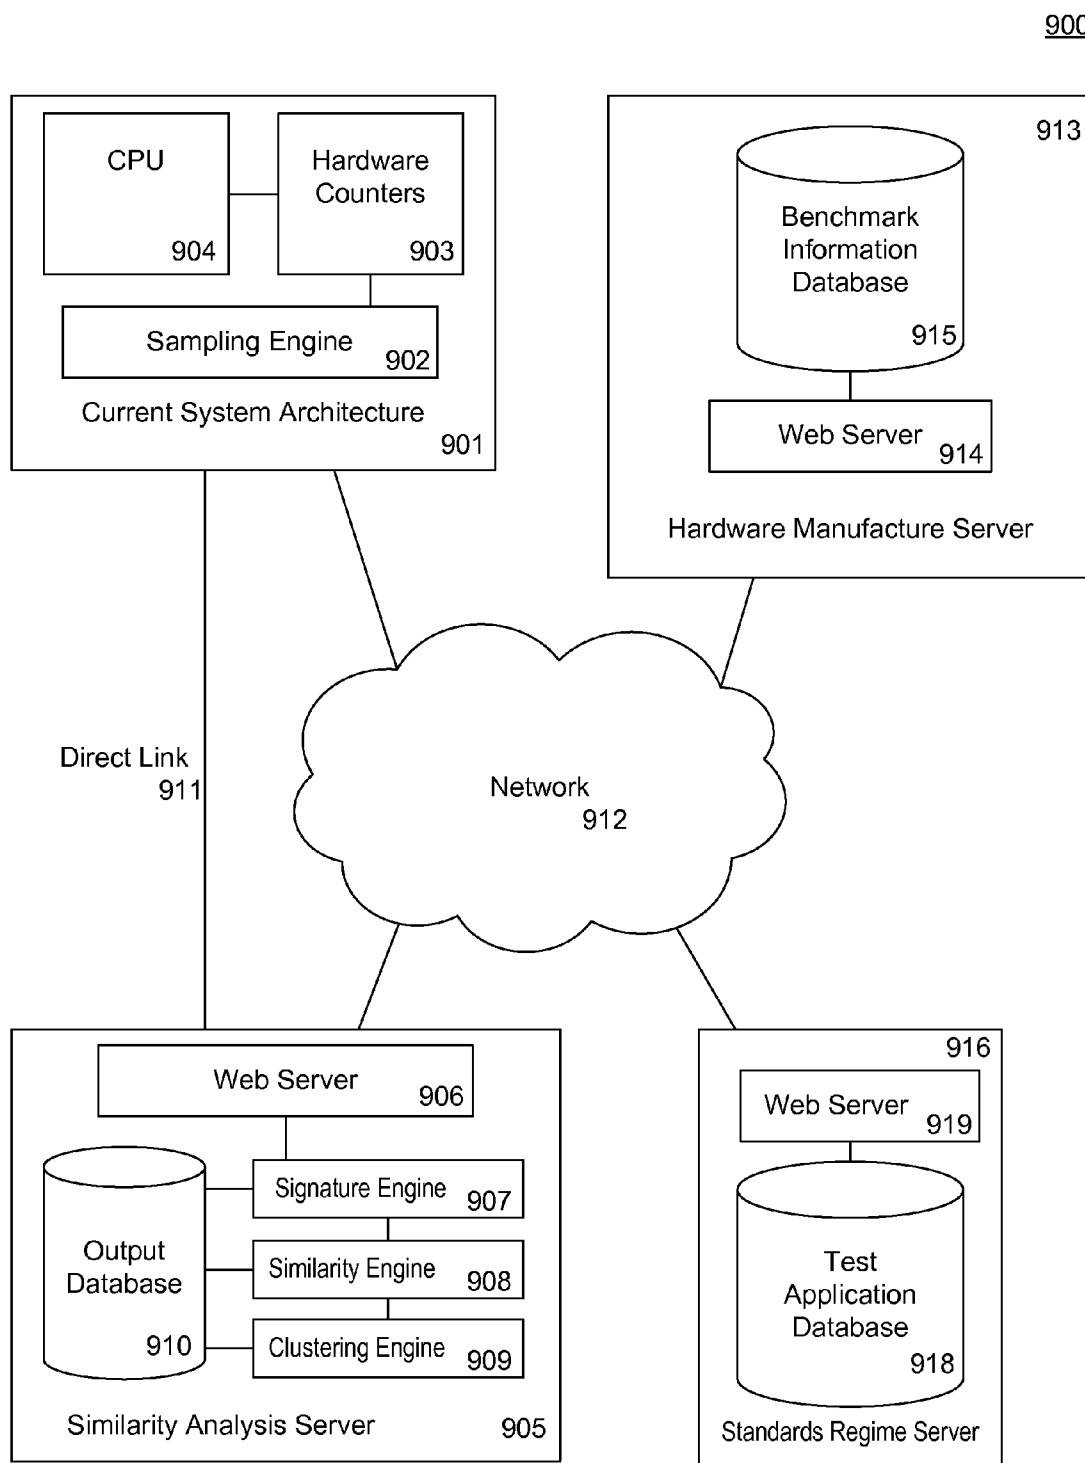 900
CPU
904
Hardware
Counters
903
Sampling Engine
902
Current System Architecture
901
913
Benchmark
Information
Database
915
Web Server
914
Hardware Manufacture Server
Direct Link
911
Network
912
Web Server
906
Output
Database
910
Signature Engine
907
Similarity Engine
908
Clustering Engine
909
Similarity Analysis Server
905
916
Web Server
919
Test
Application
Database
918
Standards Regime Server